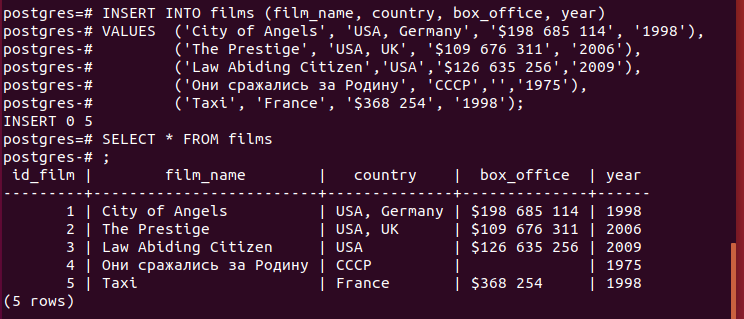 postgres=# INSERT INTO films (film_name, country, box_office, year)
postgres-# VALUES  ('City of Angels', 'USA, Germany', '$198 685 114', '1998'),
postgres-#         ('The Prestige', 'USA, UK', '$109 676 311', '2006'),
postgres-#         ('Law Abiding Citizen','USA','$126 635 256','2009'),
postgres-#         ('Они сражались за Родину', 'СССР','','1975'),
postgres-#         ('Taxi', 'France', '$368 254', '1998');
INSERT 0 5
postgres=# SELECT * FROM films
postgres-# ;
 id_film |        film_name        |   country    |  box_office  | year
---------+-------------------------+--------------+--------------+------
       1 | City of Angels          | USA, Germany | $198 685 114 | 1998
       2 | The Prestige            | USA, UK      | $109 676 311 | 2006
       3 | Law Abiding Citizen     | USA          | $126 635 256 | 2009
       4 | Они сражались за Родину | СССР         |              | 1975
       5 | Taxi                    | France       | $368 254     | 1998
(5 rows)